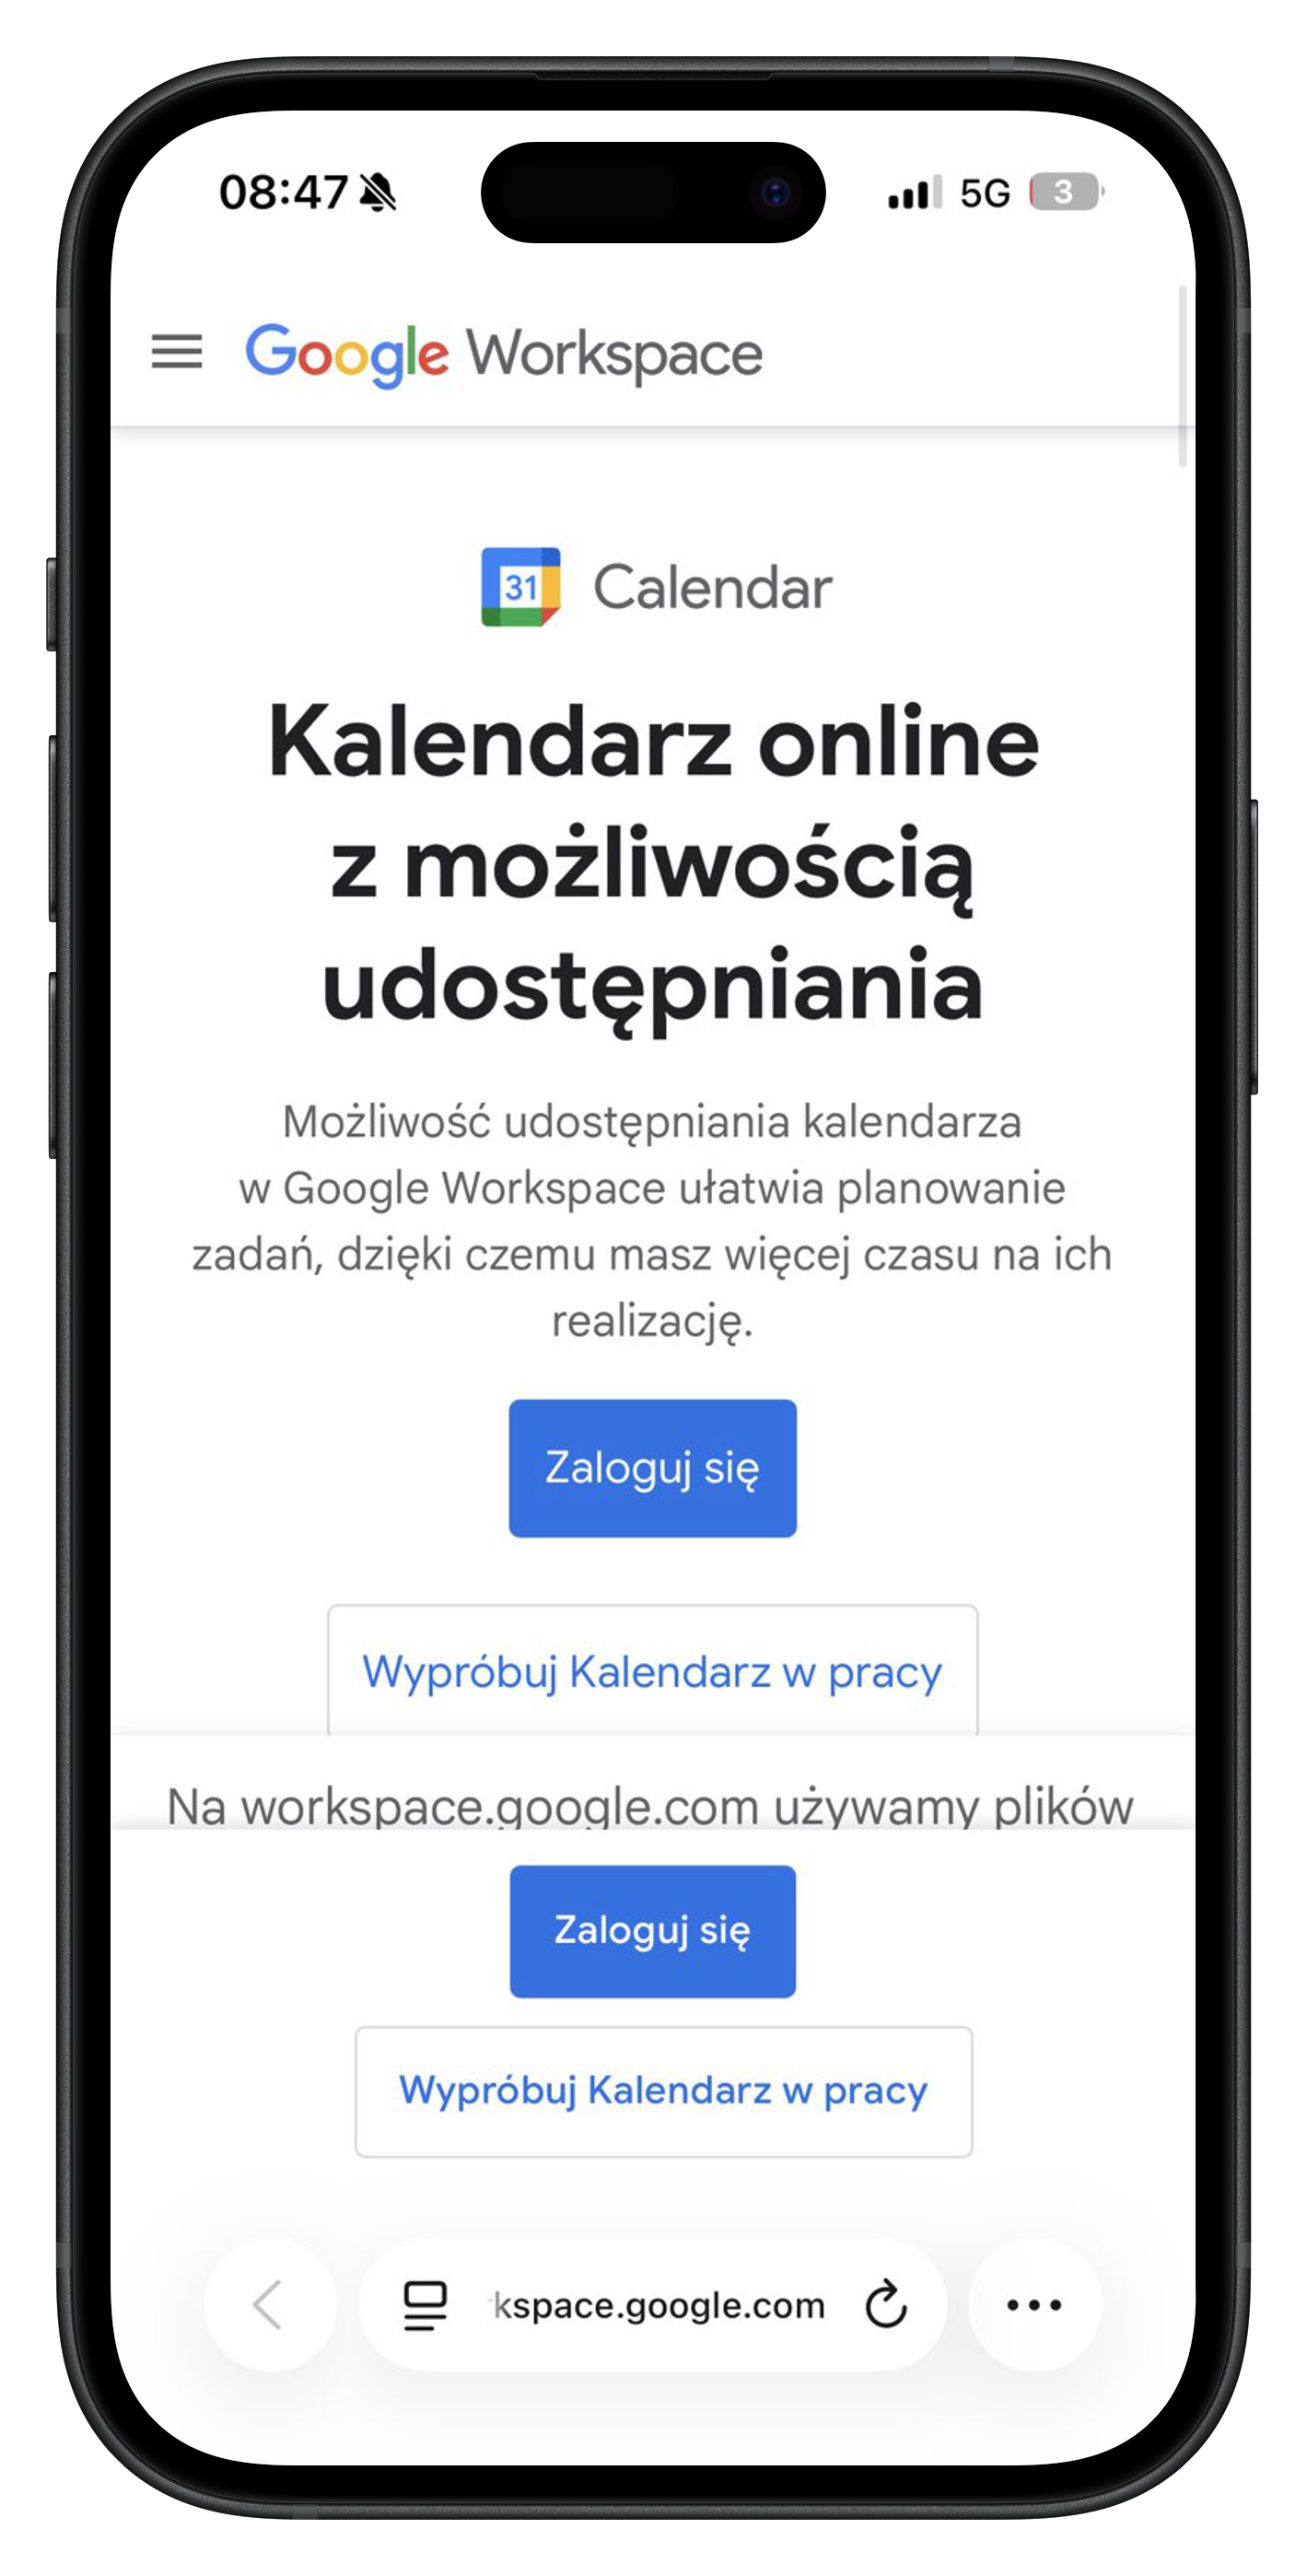 08:47 5G 3
Google Workspace
31 Calendar
Kalendarz online
z możliwością
udostępniania
Możliwość udostępniania kalendarza
w Google Workspace ułatwia planowanie
zadań, dzięki czemu masz więcej czasu na ich
realizację.
Zaloguj się
Wypróbuj Kalendarz w pracy
Na workspace.google.com używamy plików
Zaloguj się
Wypróbuj Kalendarz w pracy
kspace.google.com